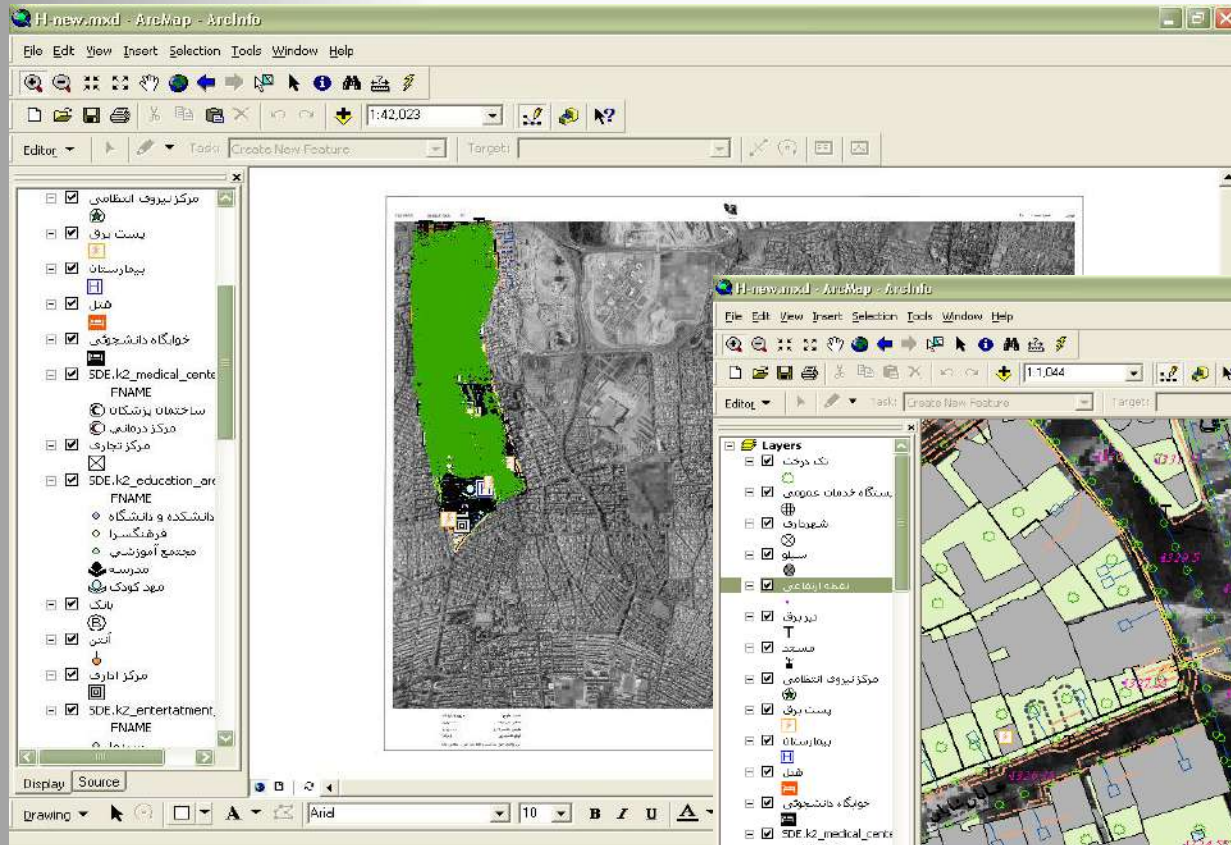 H-new.mxd - ArcMap - ArcInfo
File Edit View Insert Selection Tools Window Help
1:42,023
Editor Task: Create New Feature Target:
مرکز نیروی انتظامی
پست برق
بیمارستان
H
هتل
خوابگاه دانشجوئی
SDE.k2_medical_cente
FNAME
ساختمان پزشکان
مرکز درمانی
مرکز تجاری
SDE.k2_education_are
FNAME
دانشکده و دانشگاه
فرهنگسرا
مجتمع آموزشی
مدرسه
مهد کودک
بانک
B
آنتن
مرکز اداری
SDE.k2_entertatment_
FNAME
Display Source
Drawing A Arial 10 B I U A
H-new.mxd - ArcMap - ArcInfo
File Edit View Insert Selection Tools Window Help
1:1,044
Editor Task: Create New Feature Target:
Layers
تک درخت
یستگاه خدمات عمومی
شهرداری
سیلو
نقطه ارتفاعی
تیر برق
T
مسجد
مرکز نیروی انتظامی
پست برق
بیمارستان
H
هتل
خوابگاه دانشجوئی
SDE.k2_medical_cente
1329.5